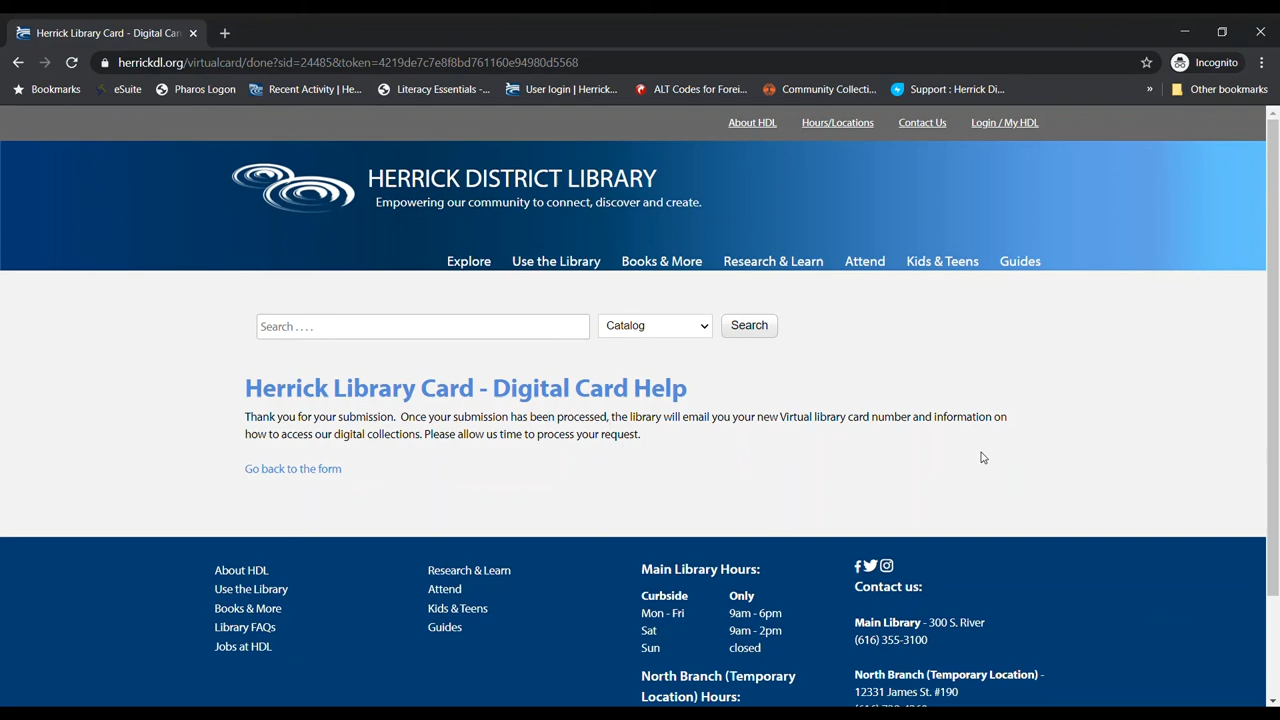 Herrick Library Card - Digital Car
herrickdl.org/virtualcard/done?sid=24485&token=4219de7c7e8f8bd761160e94980d5568
Incognito
Bookmarks eSuite Pharos Logon Recent Activity | He... Literacy Essentials -... User login | Herrick... ALT Codes for Forei... Community Collecti... Support : Herrick Di... » Other bookmarks
About HDL Hours/Locations Contact Us Login / My HDL
HERRICK DISTRICT LIBRARY
Empowering our community to connect, discover and create.
Explore Use the Library Books & More Research & Learn Attend Kids & Teens Guides
Search . . . . Catalog Search
Herrick Library Card - Digital Card Help
Thank you for your submission. Once your submission has been processed, the library will email you your new Virtual library card number and information on
how to access our digital collections. Please allow us time to process your request.
Go back to the form
About HDL
Use the Library
Books & More
Library FAQs
Jobs at HDL
Research & Learn
Attend
Kids & Teens
Guides
Main Library Hours:
Curbside Only
Mon - Fri 9am - 6pm
Sat 9am - 2pm
Sun closed
North Branch (Temporary
Location) Hours:
Contact us:
Main Library - 300 S. River
(616) 355-3100
North Branch (Temporary Location) -
12331 James St. #190